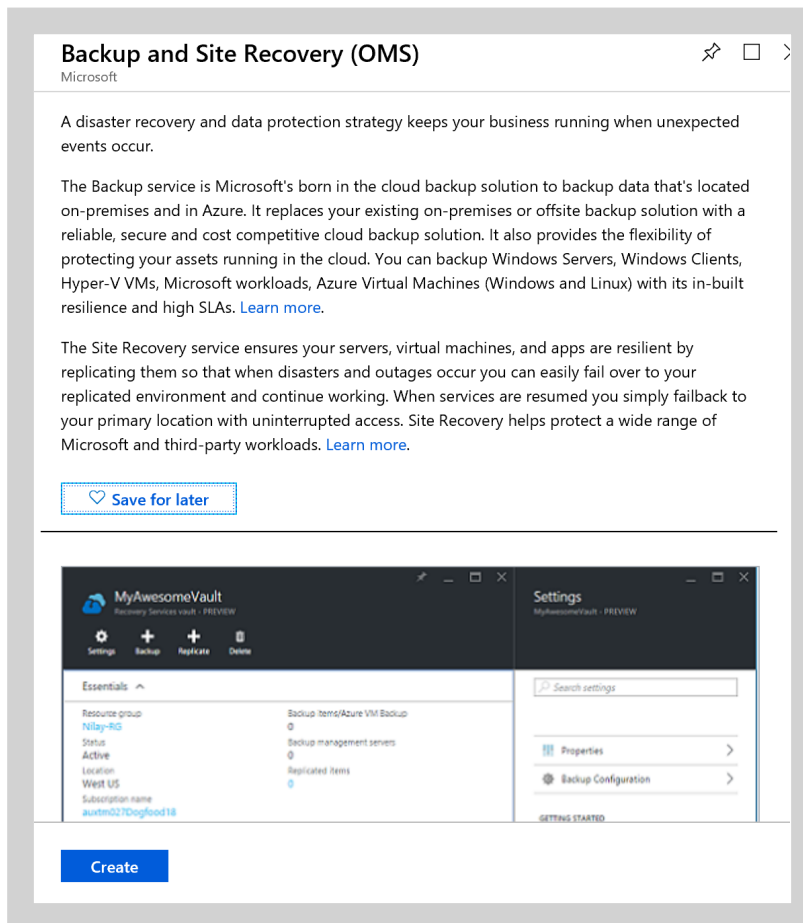 Backup and Site Recovery (OMS)
Microsoft
A disaster recovery and data protection strategy keeps your business running when unexpected
events occur.
The Backup service is Microsoft's born in the cloud backup solution to backup data that's located
on-premises and in Azure. It replaces your existing on-premises or offsite backup solution with a
reliable, secure and cost competitive cloud backup solution. It also provides the flexibility of
protecting your assets running in the cloud. You can backup Windows Servers, Windows Clients,
Hyper-V VMs, Microsoft workloads, Azure Virtual Machines (Windows and Linux) with its in-built
resilience and high SLAs. Learn more.
The Site Recovery service ensures your servers, virtual machines, and apps are resilient by
replicating them so that when disasters and outages occur you can easily fail over to your
replicated environment and continue working. When services are resumed you simply failback to
your primary location with uninterrupted access. Site Recovery helps protect a wide range of
Microsoft and third-party workloads. Learn more.
Save for later
MyAwesomeVault
Recovery Services vault - PREVIEW
Settings Backup Replicate Delete
Essentials
Resource group
Nilay-RG
Status
Active
Location
West US
Subscription name
auxtm027Dogfood18
Backup items/Azure VM Backup
0
Backup management servers
0
Replicated items
0
Settings
MyAwesomeVault - PREVIEW
Search settings
Properties
Backup Configuration
GETTING STARTED
Create